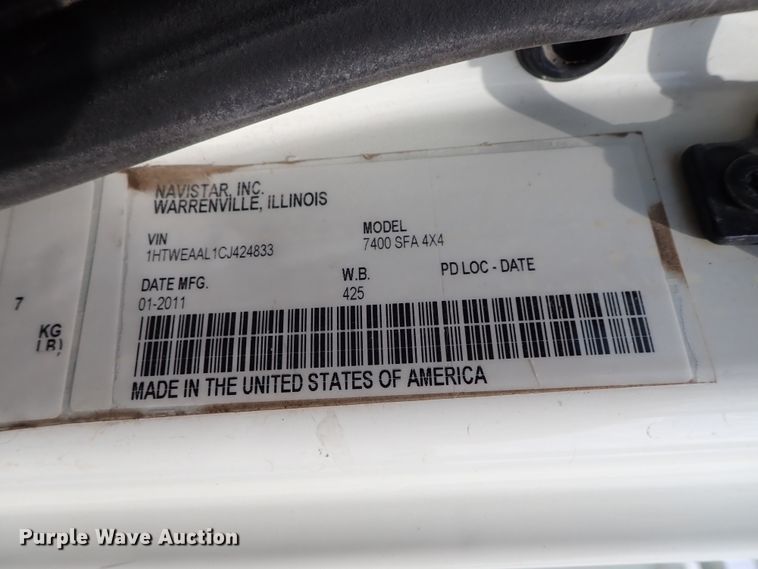 NAVISTAR, INC.
WARRENVILLE, ILLINOIS
VIN MODEL
1HTWEAAL1CJ424833 7400 SFA 4X4
DATE MFG. W.B. PD LOC - DATE
01-2011 425
7
KG
LB)
MADE IN THE UNITED STATES OF AMERICA
Purple Wave Auction